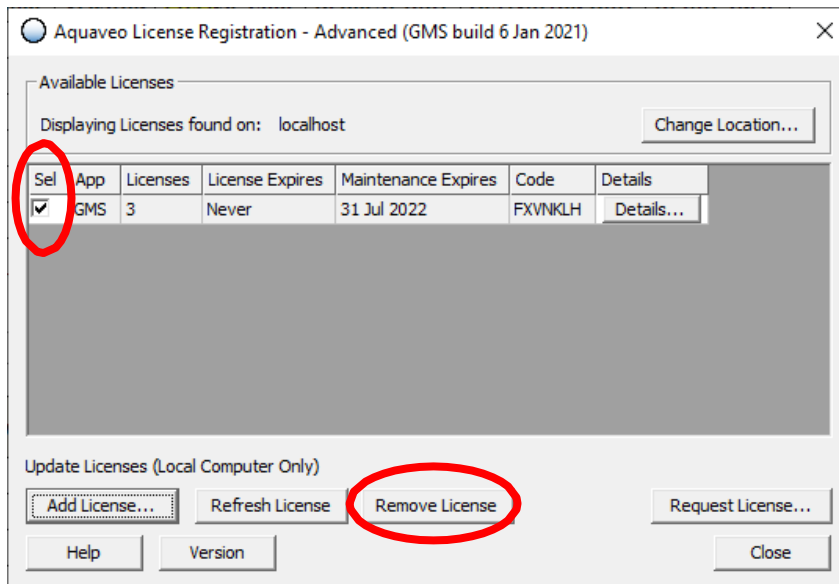 Aquaveo License Registration - Advanced (GMS build 6 Jan 2021)
Available Licenses
Displaying Licenses found on: localhost Change Location...
Sel App Licenses License Expires Maintenance Expires Code Details
GMS 3 Never 31 Jul 2022 FXVNKLH Details...
Update Licenses (Local Computer Only)
Add License... Refresh License Remove License Request License...
Help Version Close